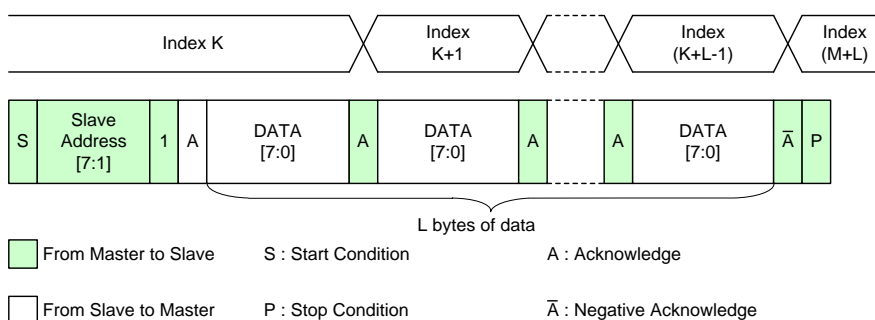 Index K
Index
K+1
Index
(K+L-1)
Index
(M+L)
S
Slave
Address
[7:1]
1
A
DATA
[7:0]
A
DATA
[7:0]
A
A
DATA
[7:0]
A̅
P
L bytes of data
From Master to Slave
S : Start Condition
A : Acknowledge
From Slave to Master
P : Stop Condition
A̅ : Negative Acknowledge